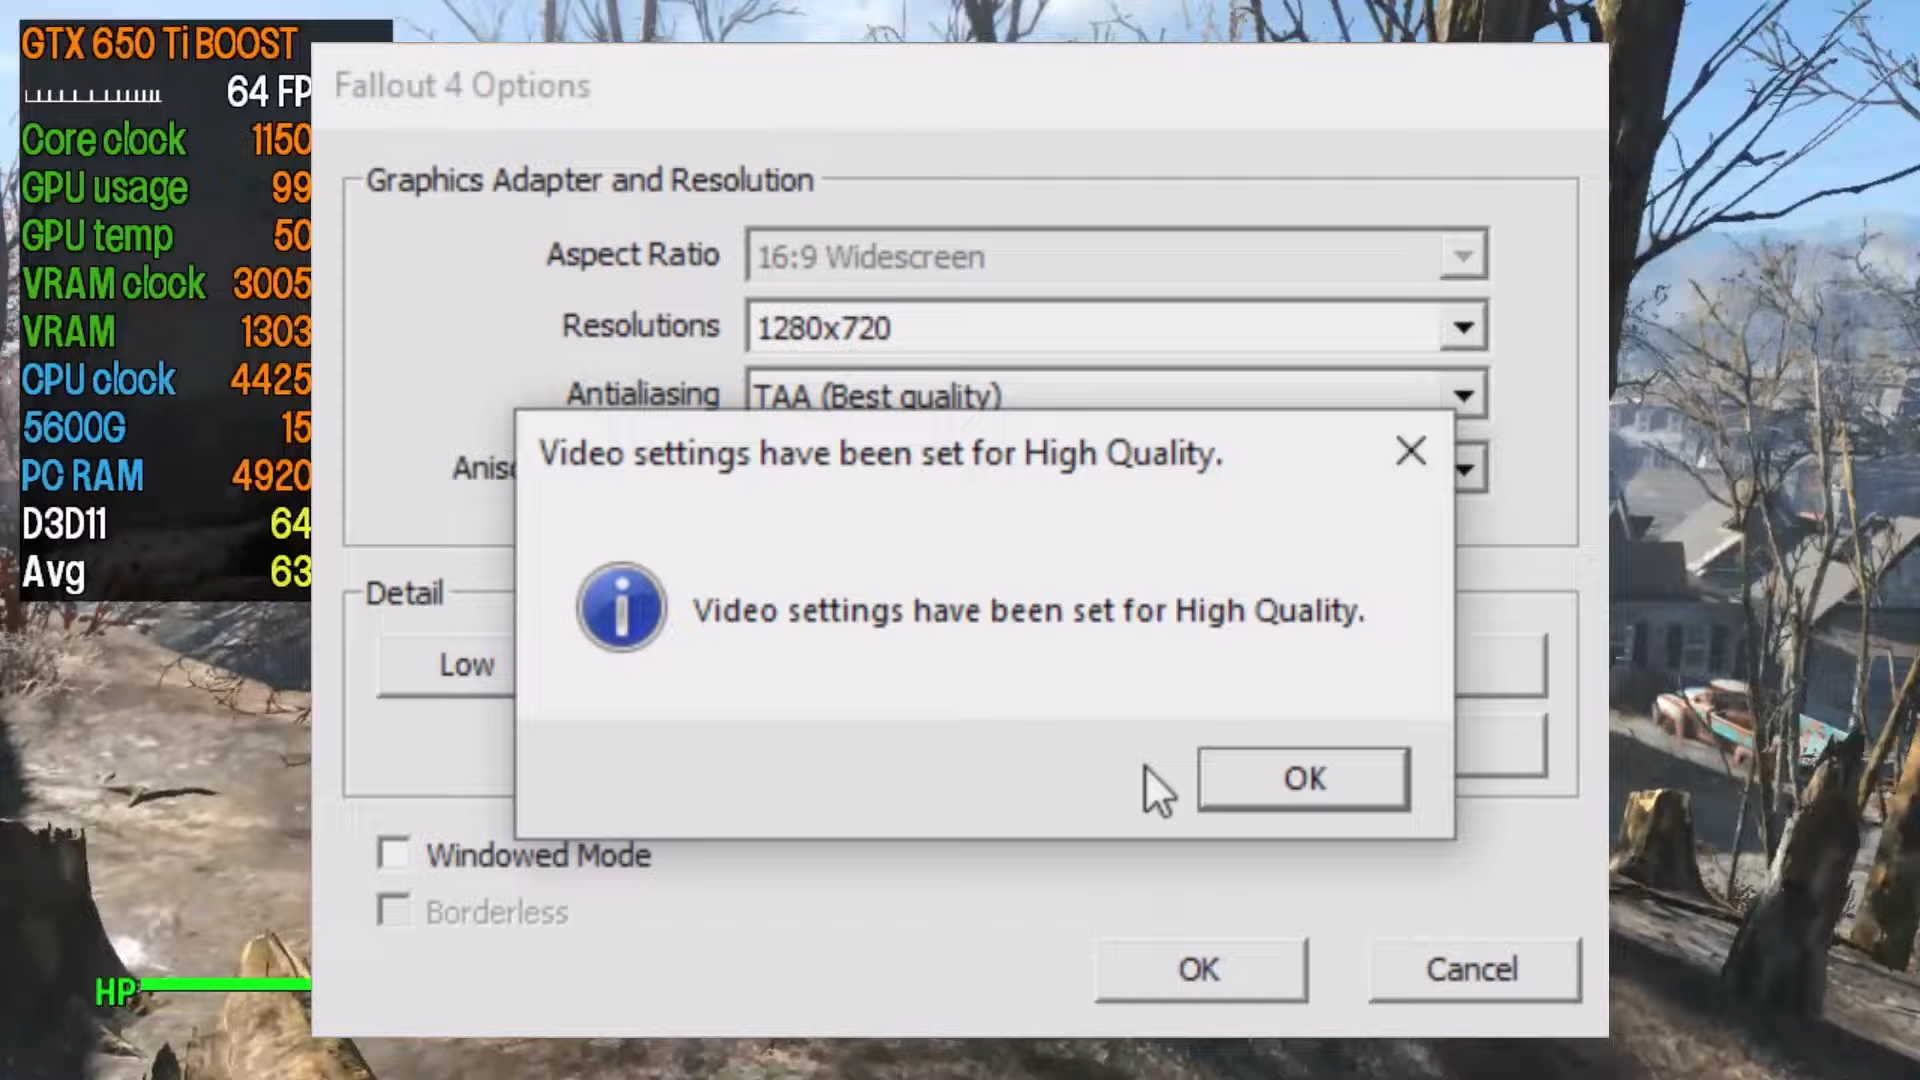 GTX 650 Ti BOOST
64 FP
Core clock 1150
GPU usage 99
GPU temp 50
VRAM clock 3005
VRAM 1303
CPU clock 4425
5600G 15
PC RAM 4920
D3D11 64
Avg 63
HP
Fallout 4 Options
Graphics Adapter and Resolution
Aspect Ratio 16:9 Widescreen
Resolutions 1280x720
Antialiasing TAA (Best quality)
Aniso
Video settings have been set for High Quality.
Video settings have been set for High Quality.
OK
Detail
Low
Windowed Mode
Borderless
OK
Cancel